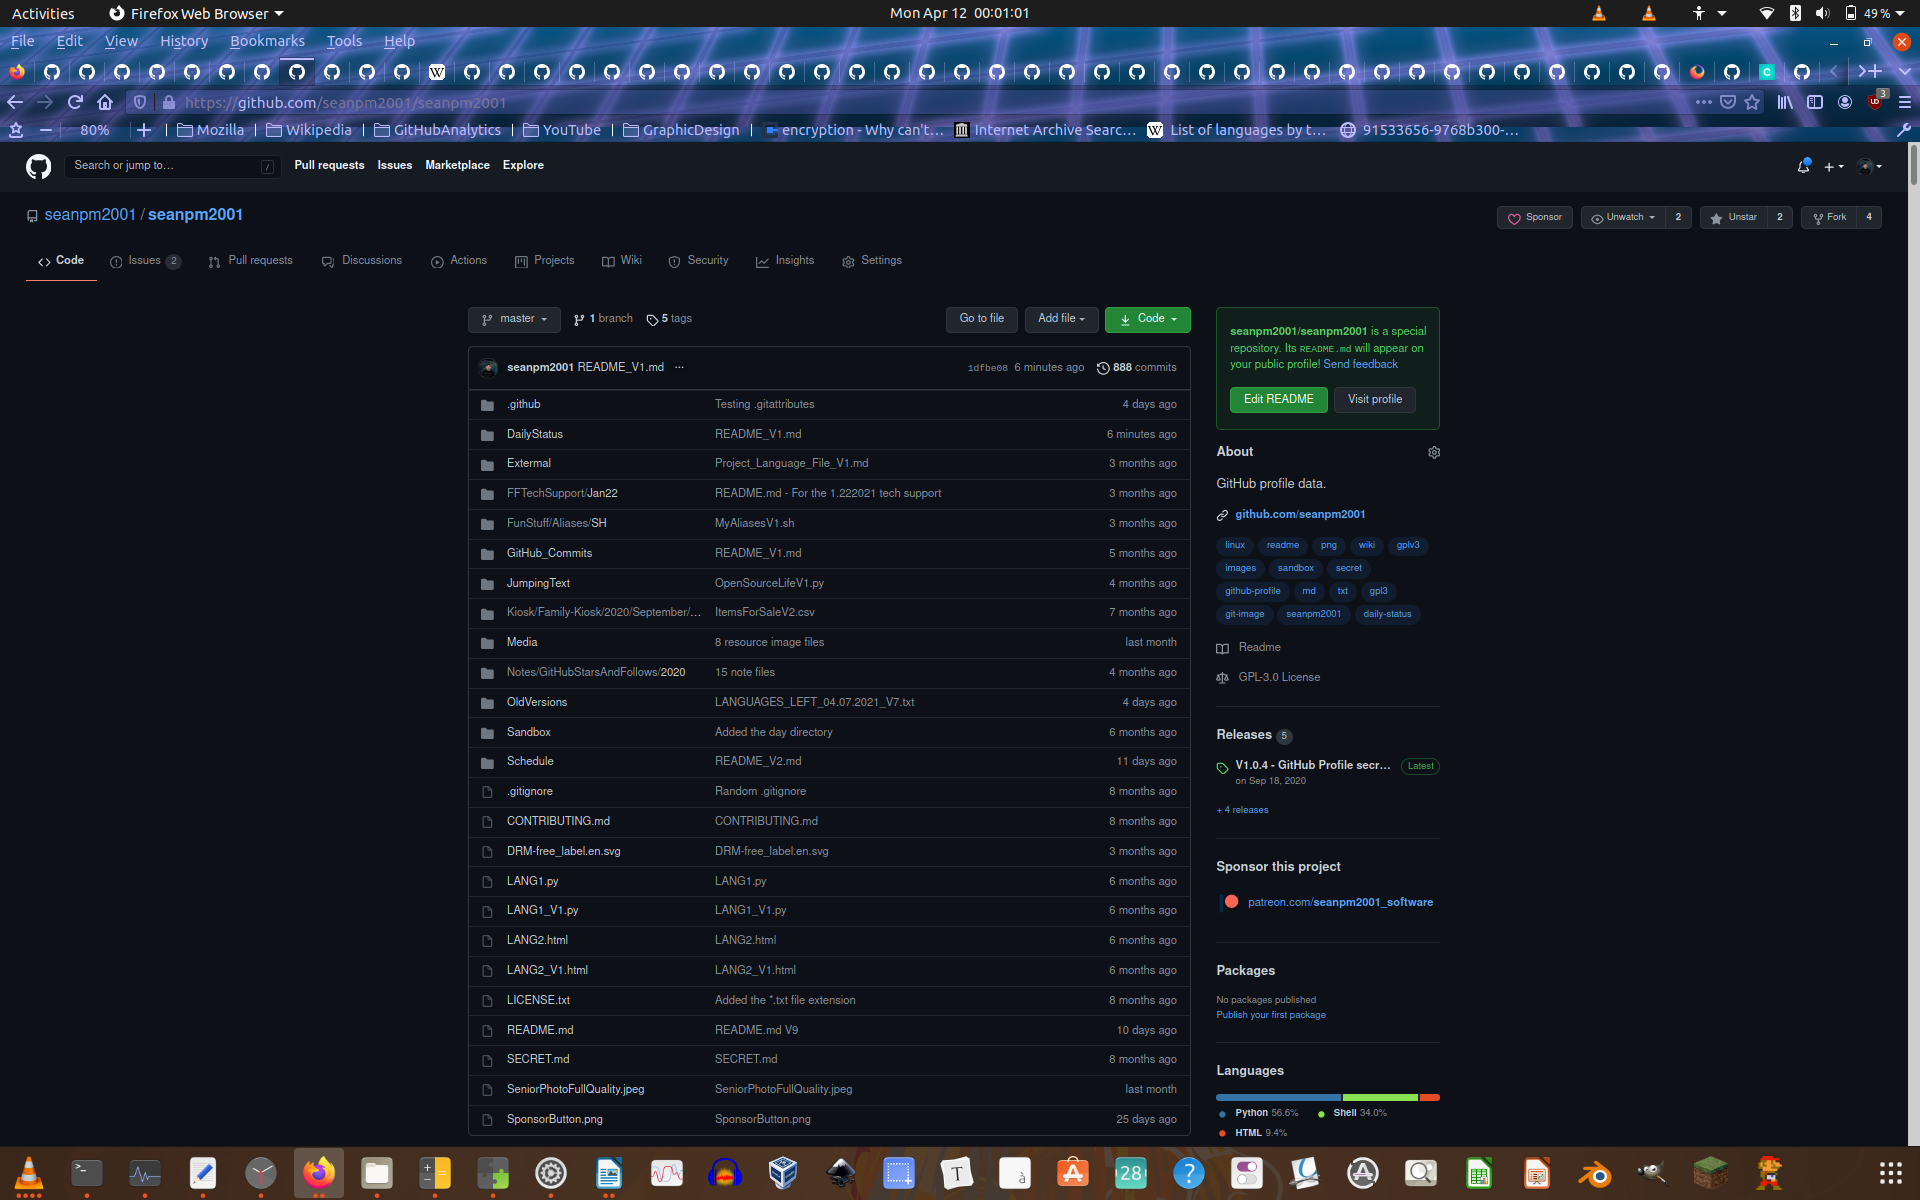 Activities Firefox Web Browser Mon Apr 12 00:01:01 49 %
File Edit View History Bookmarks Tools Help
https://github.com/seanpm2001/seanpm2001 3
80% Mozilla Wikipedia GitHubAnalytics YouTube GraphicDesign encryption - Why can't… Internet Archive Searc… List of languages by t… 91533656-9768b300-…
Search or jump to… / Pull requests Issues Marketplace Explore
seanpm2001 / seanpm2001 Sponsor Unwatch 2 Unstar 2 Fork 4
Code Issues 2 Pull requests Discussions Actions Projects Wiki Security Insights Settings
master 1 branch 5 tags Go to file Add file Code
seanpm2001 README_V1.md ... 1dfbe08 6 minutes ago 888 commits
.github Testing .gitattributes 4 days ago
DailyStatus README_V1.md 6 minutes ago
Extermal Project_Language_File_V1.md 3 months ago
FFTechSupport/Jan22 README.md - For the 1.222021 tech support 3 months ago
FunStuff/Aliases/SH MyAliasesV1.sh 3 months ago
GitHub_Commits README_V1.md 5 months ago
JumpingText OpenSourceLifeV1.py 4 months ago
Kiosk/Family-Kiosk/2020/September/… ItemsForSaleV2.csv 7 months ago
Media 8 resource image files last month
Notes/GitHubStarsAndFollows/2020 15 note files 4 months ago
OldVersions LANGUAGES_LEFT_04.07.2021_V7.txt 4 days ago
Sandbox Added the day directory 6 months ago
Schedule README_V2.md 11 days ago
.gitignore Random .gitignore 8 months ago
CONTRIBUTING.md CONTRIBUTING.md 8 months ago
DRM-free_label.en.svg DRM-free_label.en.svg 3 months ago
LANG1.py LANG1.py 6 months ago
LANG1_V1.py LANG1_V1.py 6 months ago
LANG2.html LANG2.html 6 months ago
LANG2_V1.html LANG2_V1.html 6 months ago
LICENSE.txt Added the *.txt file extension 8 months ago
README.md README.md V9 10 days ago
SECRET.md SECRET.md 8 months ago
SeniorPhotoFullQuality.jpeg SeniorPhotoFullQuality.jpeg last month
SponsorButton.png SponsorButton.png 25 days ago
seanpm2001/seanpm2001 is a special
repository. Its README.md will appear on
your public profile! Send feedback
Edit README Visit profile
About
GitHub profile data.
github.com/seanpm2001
linux readme png wiki gplv3
images sandbox secret
github-profile md txt gpl3
git-image seanpm2001 daily-status
Readme
GPL-3.0 License
Releases 5
V1.0.4 - GitHub Profile secr… Latest
on Sep 18, 2020
+ 4 releases
Sponsor this project
patreon.com/seanpm2001_software
Packages
No packages published
Publish your first package
Languages
Python 56.6% Shell 34.0%
HTML 9.4%